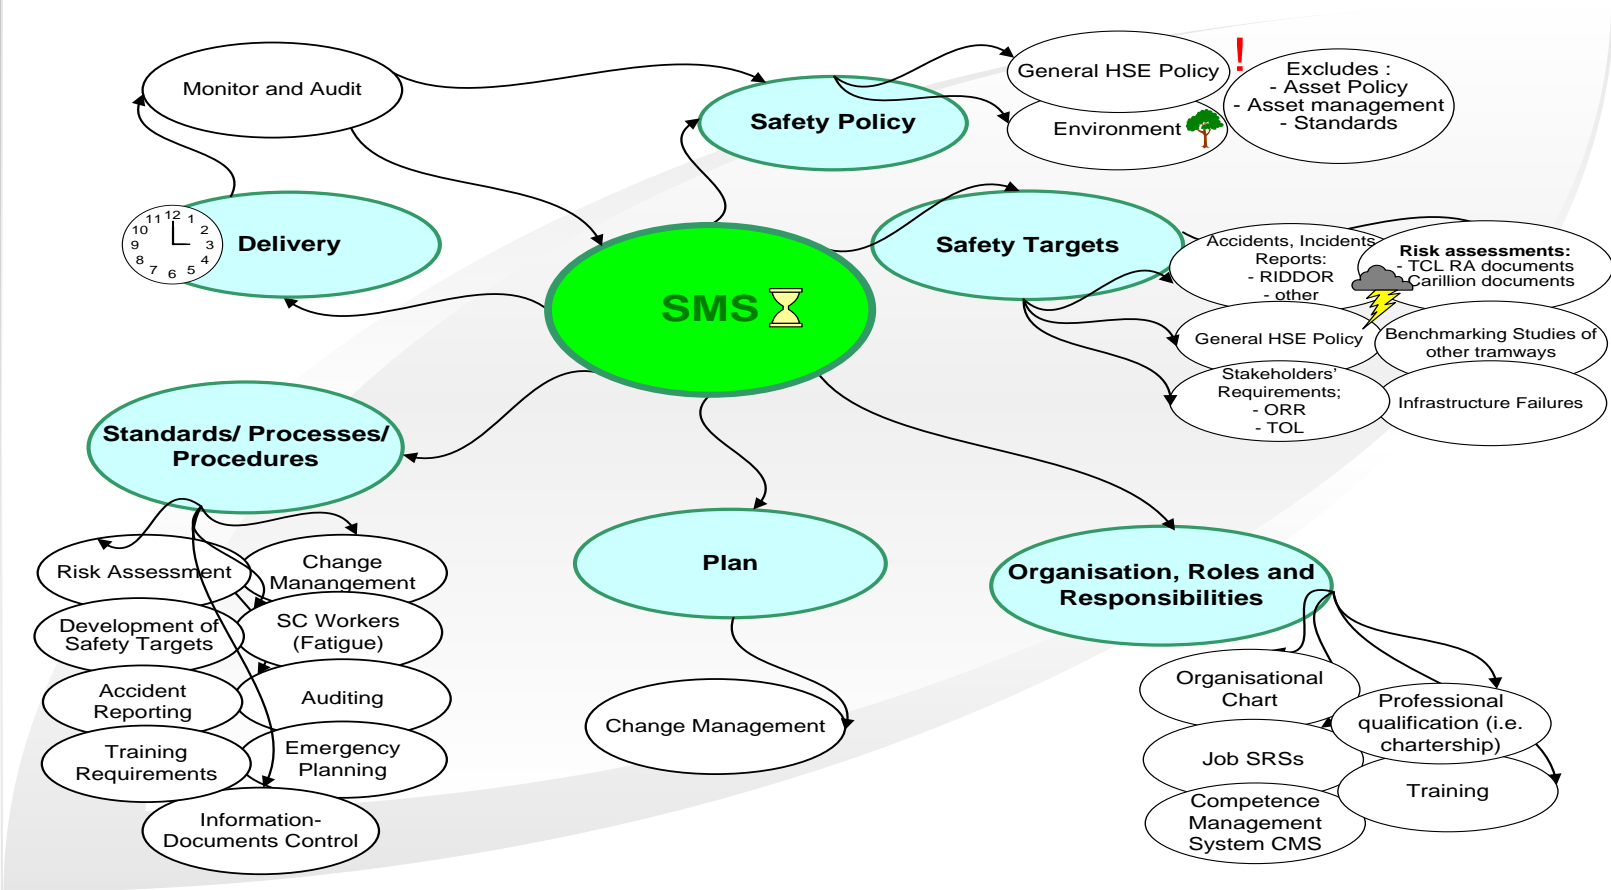 Monitor and Audit
Safety Policy
General HSE Policy
!
Environment
Excludes :
- Asset Policy
- Asset management
- Standards
11 12 1
10 2
9 3
8 4
7 6 5
Delivery
SMS
Safety Targets
Accidents, Incidents
Reports:
- RIDDOR
- other
Risk assessments:
- TCL RA documents
Carillion documents
General HSE Policy
Benchmarking Studies of
other tramways
Stakeholders'
Requirements;
- ORR
- TOL
Infrastructure Failures
Standards/ Processes/
Procedures
Risk Assessment
Change
Manangement
Development of
Safety Targets
SC Workers
(Fatigue)
Accident
Reporting
Auditing
Training
Requirements
Emergency
Planning
Information-
Documents Control
Plan
Change Management
Organisation, Roles and
Responsibilities
Organisational
Chart
Professional
qualification (i.e.
chartership)
Job SRSs
Training
Competence
Management
System CMS